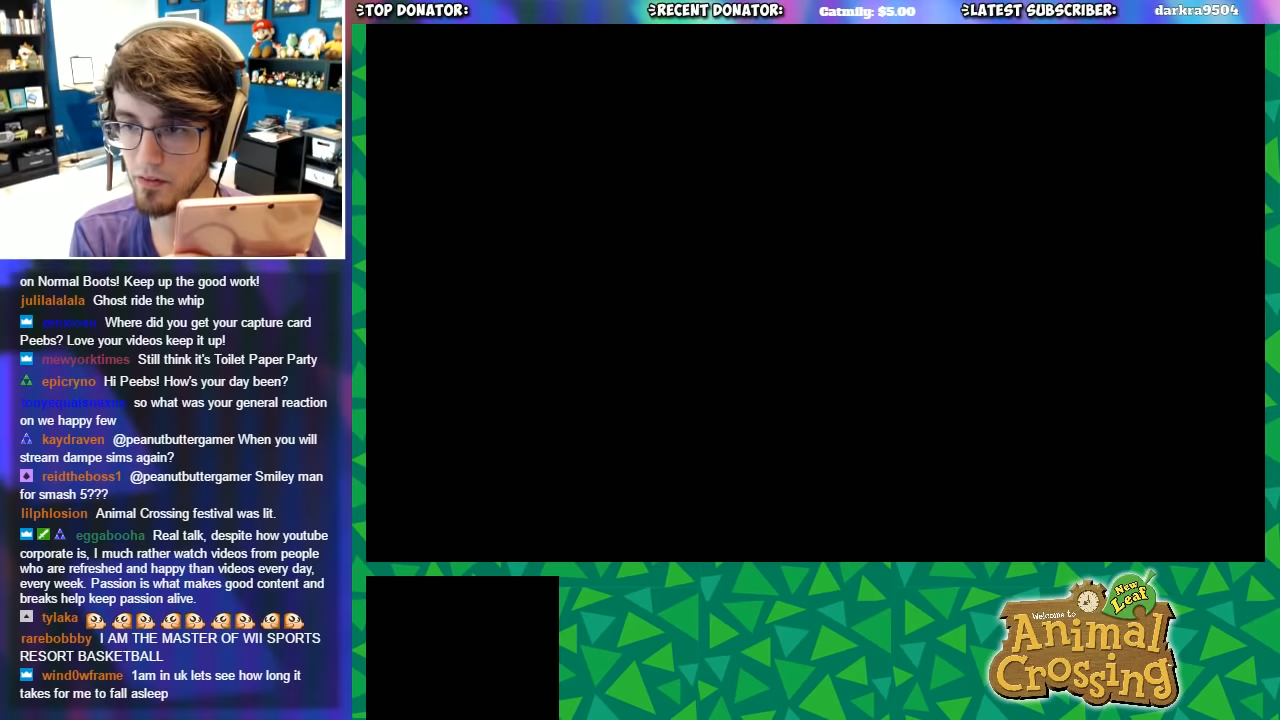 TOP DONATOR:
RECENT DONATOR:
Catmily: $5.00
LATEST SUBSCRIBER:
darkra9504
on Normal Boots! Keep up the good work!
julilalalala Ghost ride the whip
Where did you get your capture card
Peebs? Love your videos keep it up!
mewyorktimes Still think it's Toilet Paper Party
epicryno Hi Peebs! How's your day been?
so what was your general reaction
on we happy few
kaydraven @peanutbuttergamer When you will
stream dampe sims again?
reidtheboss1 @peanutbuttergamer Smiley man
for smash 5???
lilphlosion Animal Crossing festival was lit.
eggabooha Real talk, despite how youtube
corporate is, I much rather watch videos from people
who are refreshed and happy than videos every day,
every week. Passion is what makes good content and
breaks help keep passion alive.
tylaka
rarebobbby I AM THE MASTER OF WII SPORTS
RESORT BASKETBALL
wind0wframe 1am in uk lets see how long it
takes for me to fall asleep
Welcome to
New
Leaf
Animal
Crossing